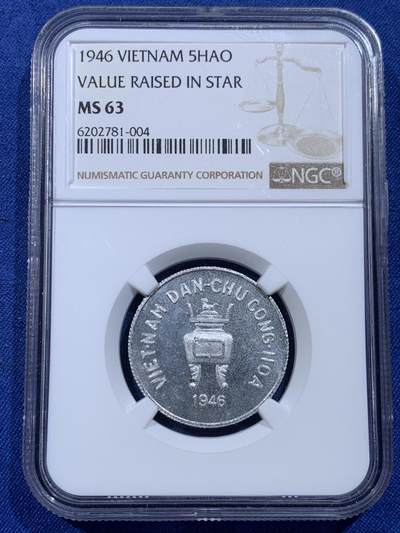 1946 VIETNAM 5HAO
VALUE RAISED IN STAR
MS 63
6202781-004
NUMISMATIC GUARANTY CORPORATION
NGC®
VIET·NAM·DAN-CHU CONG·HOA
1946